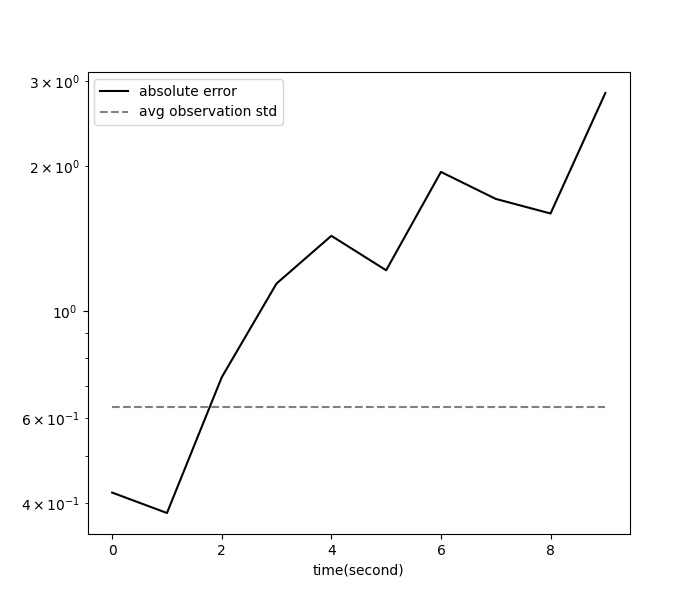 absolute error
avg observation std
3 × 10⁰
2 × 10⁰
10⁰
6 × 10⁻¹
4 × 10⁻¹
0 2 4 6 8
time(second)